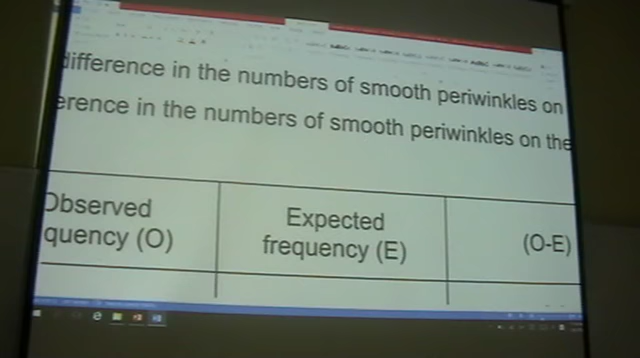 difference in the numbers of smooth periwinkles on
erence in the numbers of smooth periwinkles on the
Observed
quency (O)
Expected
frequency (E)
(O-E)